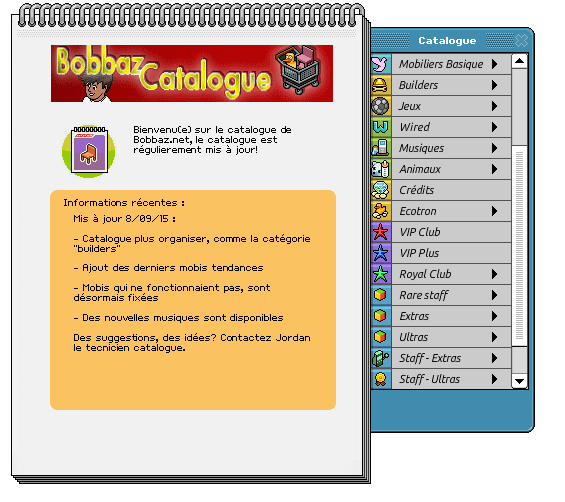 Bobbaz Catalogue
Bienvenu(e) sur le catalogue de
Bobbaz.net, le catalogue est
régulierement mis à jour!
Informations récentes :
Mis à jour 8/09/15 :
- Catalogue plus organiser, comme la catégorie
"builders"
- Ajout des derniers mobis tendances
- Mobis qui ne fonctionnaient pas, sont
désormais fixées
- Des nouvelles musiques sont disponibles
Des suggestions, des idées? Contactez Jordan
le tecnicien catalogue.
Catalogue
Mobiliers Basique
Builders
Jeux
Wired
Musiques
Animaux
Crédits
Ecotron
VIP Club
VIP Plus
Royal Club
Rare staff
Extras
Ultras
Staff - Extras
Staff - Ultras